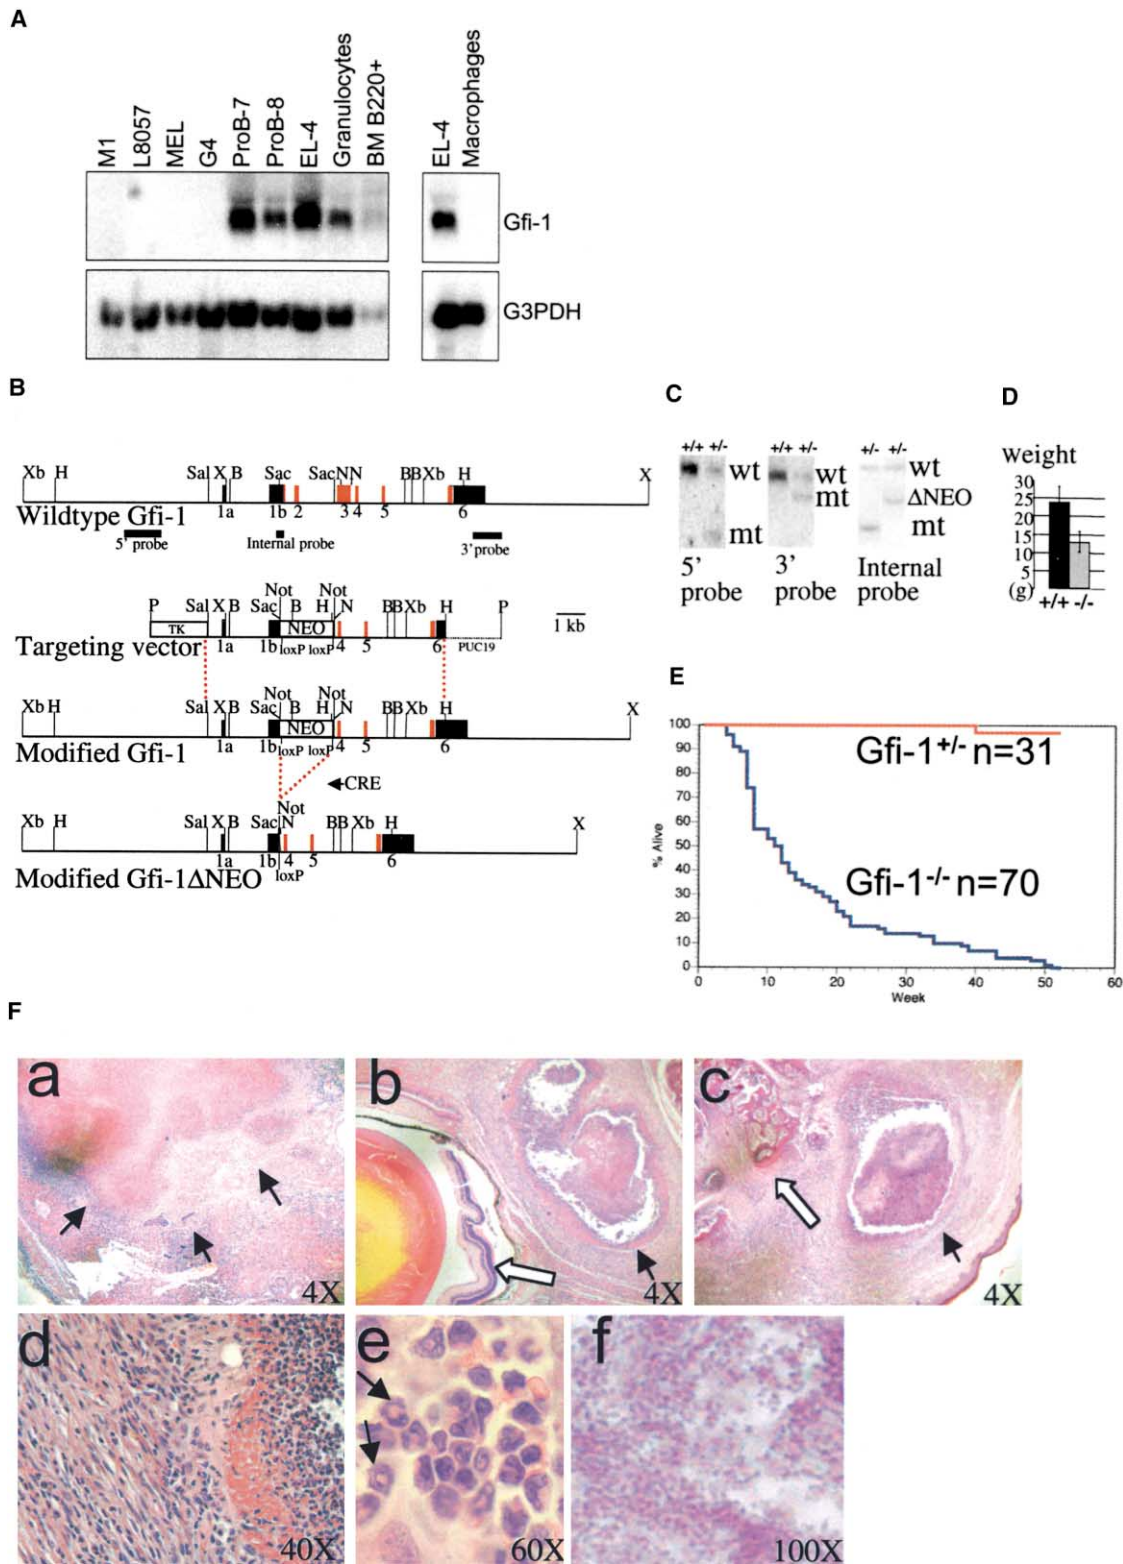 A
M1 L8057 MEL G4 ProB-7 ProB-8 EL-4 Granulocytes BM B220+ EL-4 Macrophages
Gfi-1
G3PDH
B
Xb H Sal X B Sac Sac N N B B Xb H X
1a 1b 2 3 4 5 6
Wildtype Gfi-1
5' probe Internal probe 3' probe
Not Not
P Sal X B Sac B H N B B Xb H P
TK NEO 1 kb
1a 1b loxP loxP 4 5 6 PUC19
Targeting vector
Not Not
Xb H Sal X B Sac B H N B B Xb H X
NEO
1a 1b loxP loxP 4 5 6
Modified Gfi-1
CRE
Not
Xb H Sal X B Sac N B B Xb H X
1a 1b 4 5 6
Modified Gfi-1ΔNEO loxP
C
+/+ +/- +/+ +/- +/- +/-
wt wt wt
mt ΔNEO
mt mt
5' probe 3' probe Internal probe
D
weight
30
25
20
15
10
5
(g)
+/+ -/-
E
100
90
80
70
60
50
40
30
20
10
0
% Alive
Gfi-1+/- n=31
Gfi-1-/- n=70
0 10 20 30 40 50 60
Week
F
a 4X
b 4X
c 4X
d 40X
e 60X
f 100X